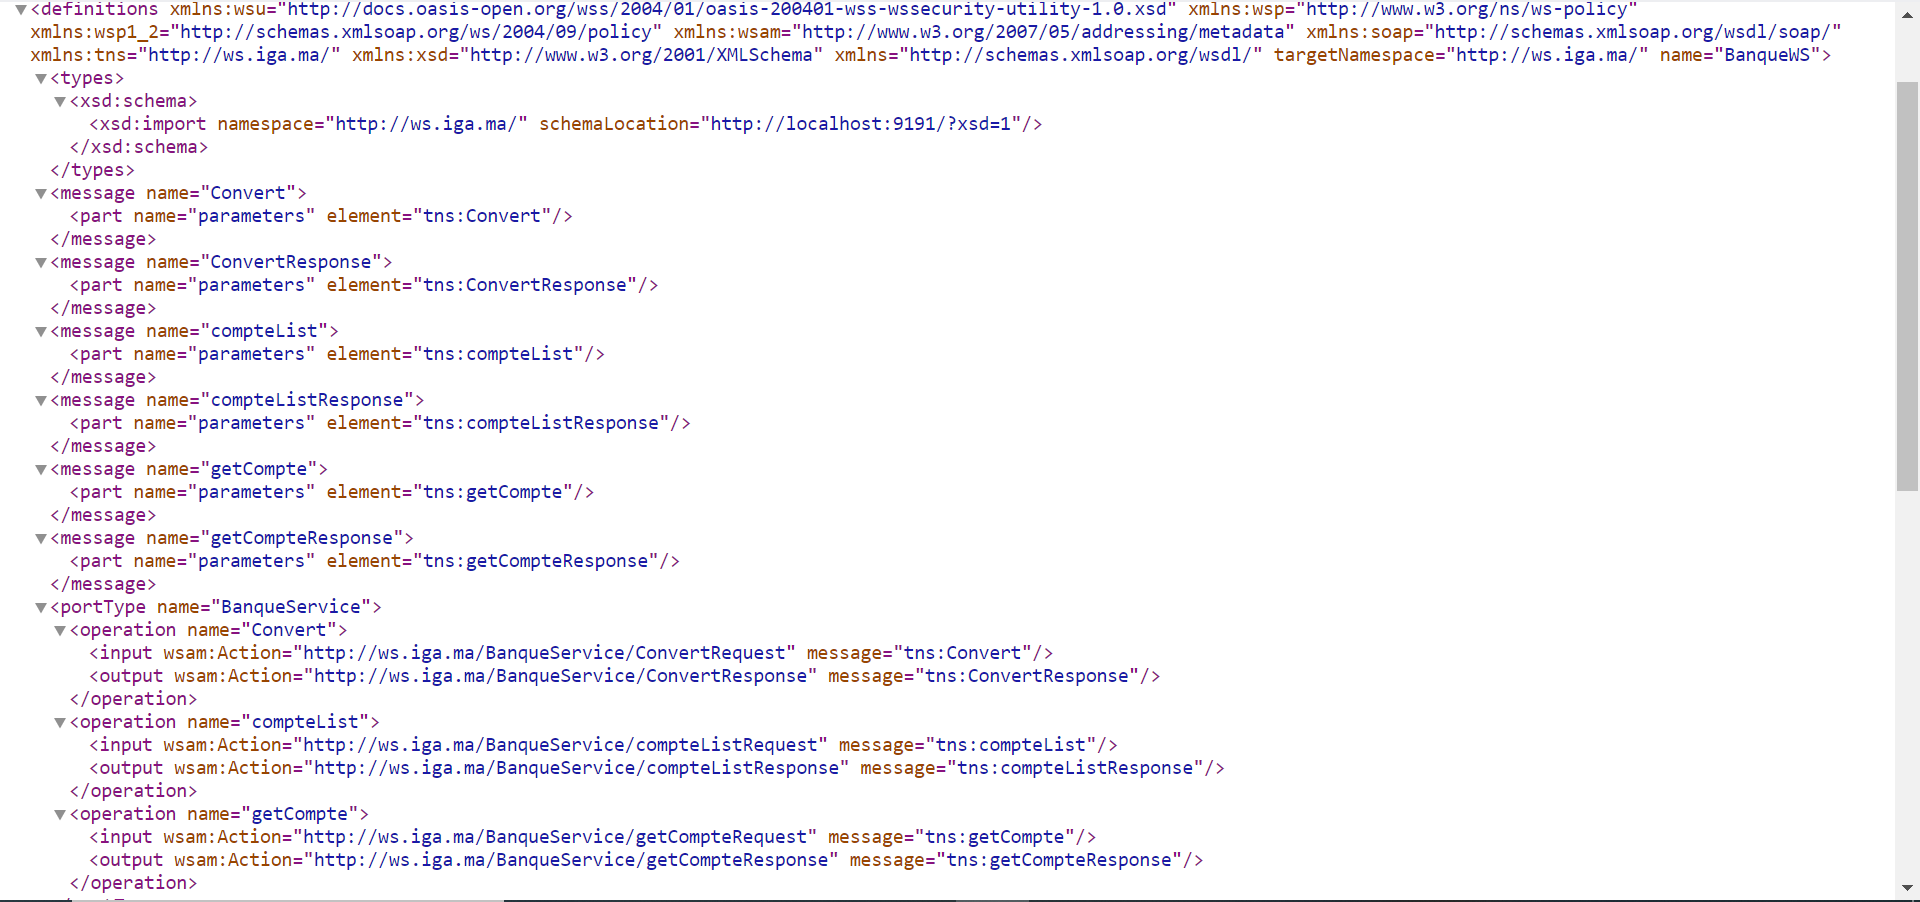 <definitions xmlns:wsu="http://docs.oasis-open.org/wss/2004/01/oasis-200401-wss-wssecurity-utility-1.0.xsd" xmlns:wsp="http://www.w3.org/ns/ws-policy"
xmlns:wsp1_2="http://schemas.xmlsoap.org/ws/2004/09/policy" xmlns:wsam="http://www.w3.org/2007/05/addressing/metadata" xmlns:soap="http://schemas.xmlsoap.org/wsdl/soap/"
xmlns:tns="http://ws.iga.ma/" xmlns:xsd="http://www.w3.org/2001/XMLSchema" xmlns="http://schemas.xmlsoap.org/wsdl/" targetNamespace="http://ws.iga.ma/" name="BanqueWS">
<types>
<xsd:schema>
<xsd:import namespace="http://ws.iga.ma/" schemaLocation="http://localhost:9191/?xsd=1"/>
</xsd:schema>
</types>
<message name="Convert">
<part name="parameters" element="tns:Convert"/>
</message>
<message name="ConvertResponse">
<part name="parameters" element="tns:ConvertResponse"/>
</message>
<message name="compteList">
<part name="parameters" element="tns:compteList"/>
</message>
<message name="compteListResponse">
<part name="parameters" element="tns:compteListResponse"/>
</message>
<message name="getCompte">
<part name="parameters" element="tns:getCompte"/>
</message>
<message name="getCompteResponse">
<part name="parameters" element="tns:getCompteResponse"/>
</message>
<portType name="BanqueService">
<operation name="Convert">
<input wsam:Action="http://ws.iga.ma/BanqueService/ConvertRequest" message="tns:Convert"/>
<output wsam:Action="http://ws.iga.ma/BanqueService/ConvertResponse" message="tns:ConvertResponse"/>
</operation>
<operation name="compteList">
<input wsam:Action="http://ws.iga.ma/BanqueService/compteListRequest" message="tns:compteList"/>
<output wsam:Action="http://ws.iga.ma/BanqueService/compteListResponse" message="tns:compteListResponse"/>
</operation>
<operation name="getCompte">
<input wsam:Action="http://ws.iga.ma/BanqueService/getCompteRequest" message="tns:getCompte"/>
<output wsam:Action="http://ws.iga.ma/BanqueService/getCompteResponse" message="tns:getCompteResponse"/>
</operation>